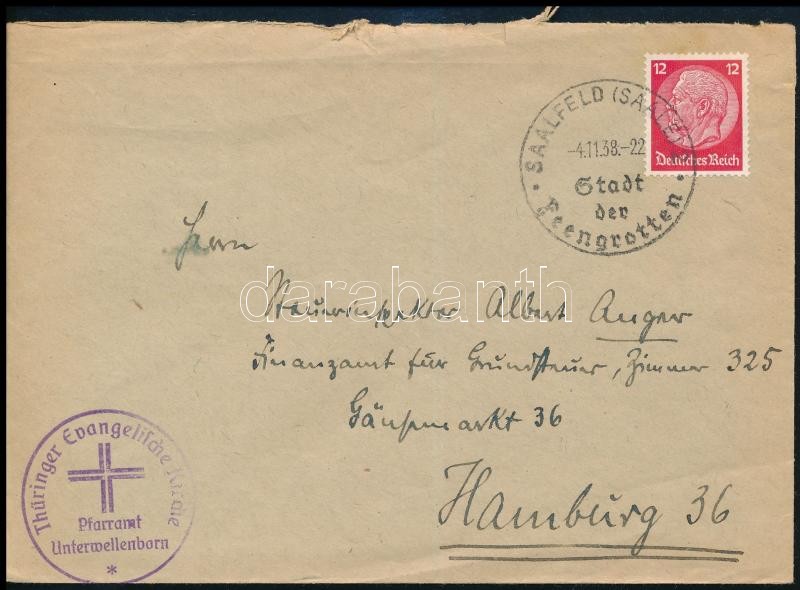 12 12
Deutsches Reich
SAALFELD (SAALE)
-4.11.38.-22
Stadt
der
Feengrotten
Herrn
Steuerinspektor Albert Anger
Finanzamt für Grundsteuer, Zimmer 325
Gänsemarkt 36
Hamburg 36
darabanth
Thüringer Evangelische Kirche
Pfarramt
Unterwellenborn
*